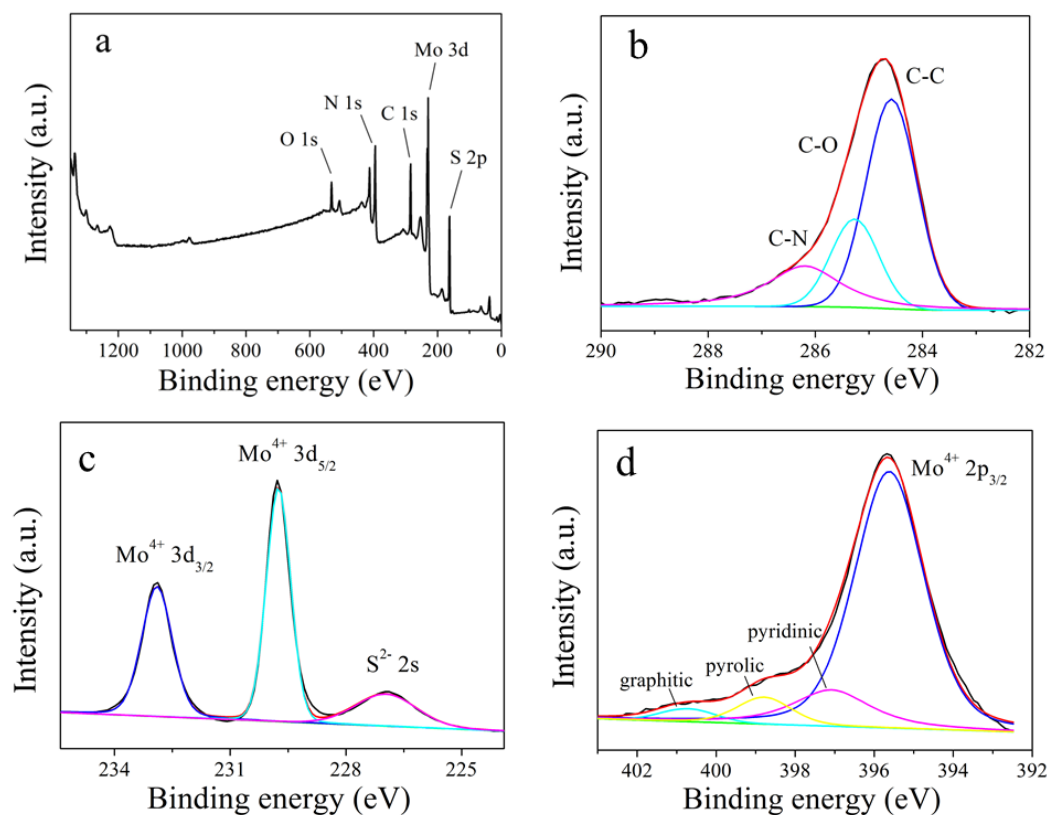 a
Mo 3d
N 1s
C 1s
O 1s
S 2p
Intensity (a.u.)
1200 1000 800 600 400 200 0
Binding energy (eV)
b
C-C
C-O
C-N
Intensity (a.u.)
290 288 286 284 282
Binding energy (eV)
c
Mo⁴⁺ 3d₅/₂
Mo⁴⁺ 3d₃/₂
S²⁻ 2s
Intensity (a.u.)
234 231 229 227 225
Binding energy (eV)
d
Mo⁴⁺ 2p₃/₂
pyridinic
pyrolic
graphitic
Intensity (a.u.)
402 400 398 396 394 392
Binding energy (eV)